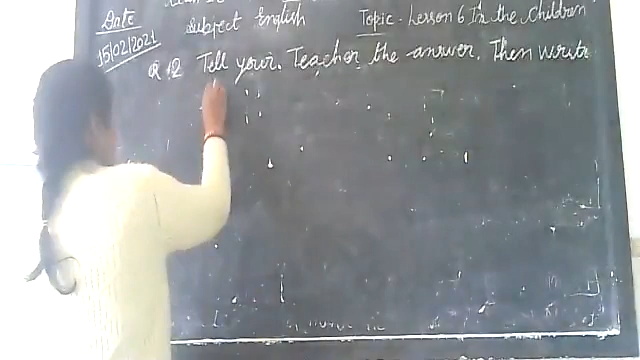 Date Subject English Topic - Lesson 6 In the Children
15/02/2021
Q.12 Tell your Teacher the answer. Then write